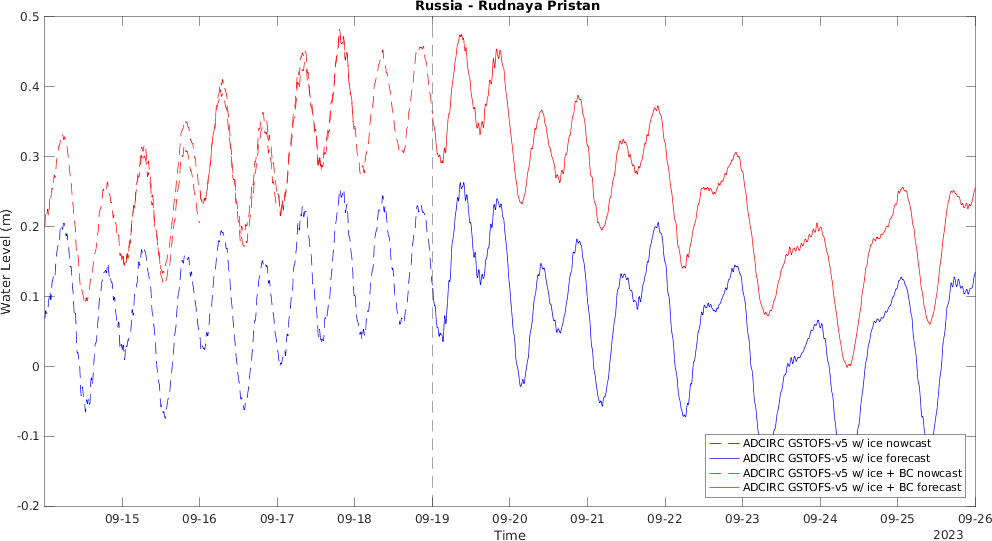 Russia - Rudnaya Pristan
0.5
0.4
0.3
0.2
0.1
0
-0.1
-0.2
Water Level (m)
ADCIRC GSTOFS-v5 w/ ice nowcast
ADCIRC GSTOFS-v5 w/ ice forecast
ADCIRC GSTOFS-v5 w/ ice + BC nowcast
ADCIRC GSTOFS-v5 w/ ice + BC forecast
09-15 09-16 09-17 09-18 09-19 09-20 09-21 09-22 09-23 09-24 09-25 09-26
Time
2023